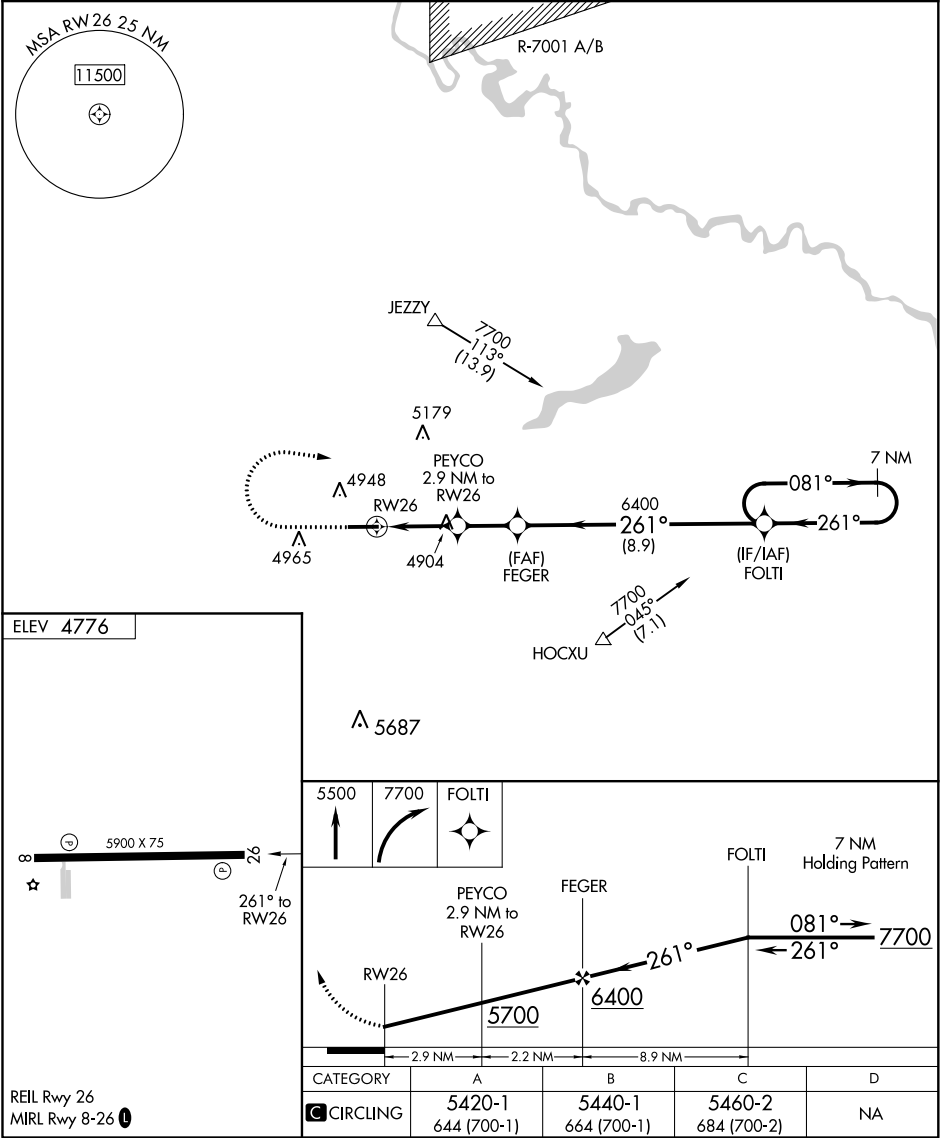 MSA RW26 25 NM
11500
R-7001 A/B
JEZZY
7700
113°
(13.9)
5179
7 NM
4948
PEYCO
2.9 NM to
RW26
081°
RW26
6400
261°
(8.9)
261°
4965
4904
(FAF)
FEGER
(IF/IAF)
FOLTI
7700
045°
(7.1)
HOCXU
5687
ELEV 4776
P
5900 X 75
8
26
P
261° to
RW26
REIL Rwy 26
MIRL Rwy 8-26 L
5500
7700
FOLTI
7 NM
Holding Pattern
FOLTI
FEGER
PEYCO
2.9 NM to
RW26
081°
261°
7700
261°
RW26
6400
5700
2.9 NM
2.2 NM
8.9 NM
CATEGORY A B C D
C CIRCLING 5420-1 5440-1 5460-2 NA
644 (700-1) 664 (700-1) 684 (700-2)